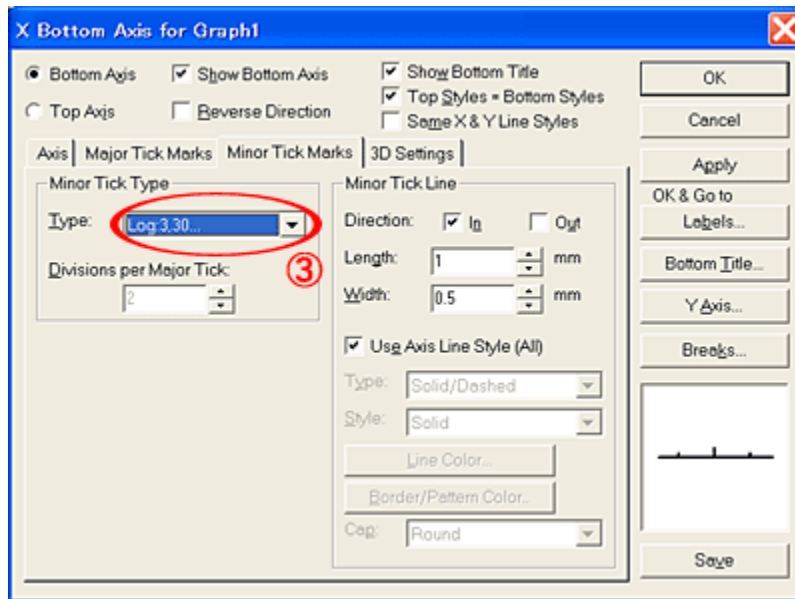 X Bottom Axis for Graph1
Bottom Axis
Show Bottom Axis
Show Bottom Title
Top Styles = Bottom Styles
Top Axis
Reverse Direction
Same X & Y Line Styles
OK
Cancel
Apply
OK & Go to
Labels...
Bottom Title...
Y Axis...
Breaks...
Save
Axis
Major Tick Marks
Minor Tick Marks
3D Settings
Minor Tick Type
Type:
Log:3,30...
③
Divisions per Major Tick:
2
Minor Tick Line
Direction:
In
Out
Length:
1
mm
Width:
0.5
mm
Use Axis Line Style (All)
Type:
Solid/Dashed
Style:
Solid
Line Color...
Border/Pattern Color..
Cap:
Round